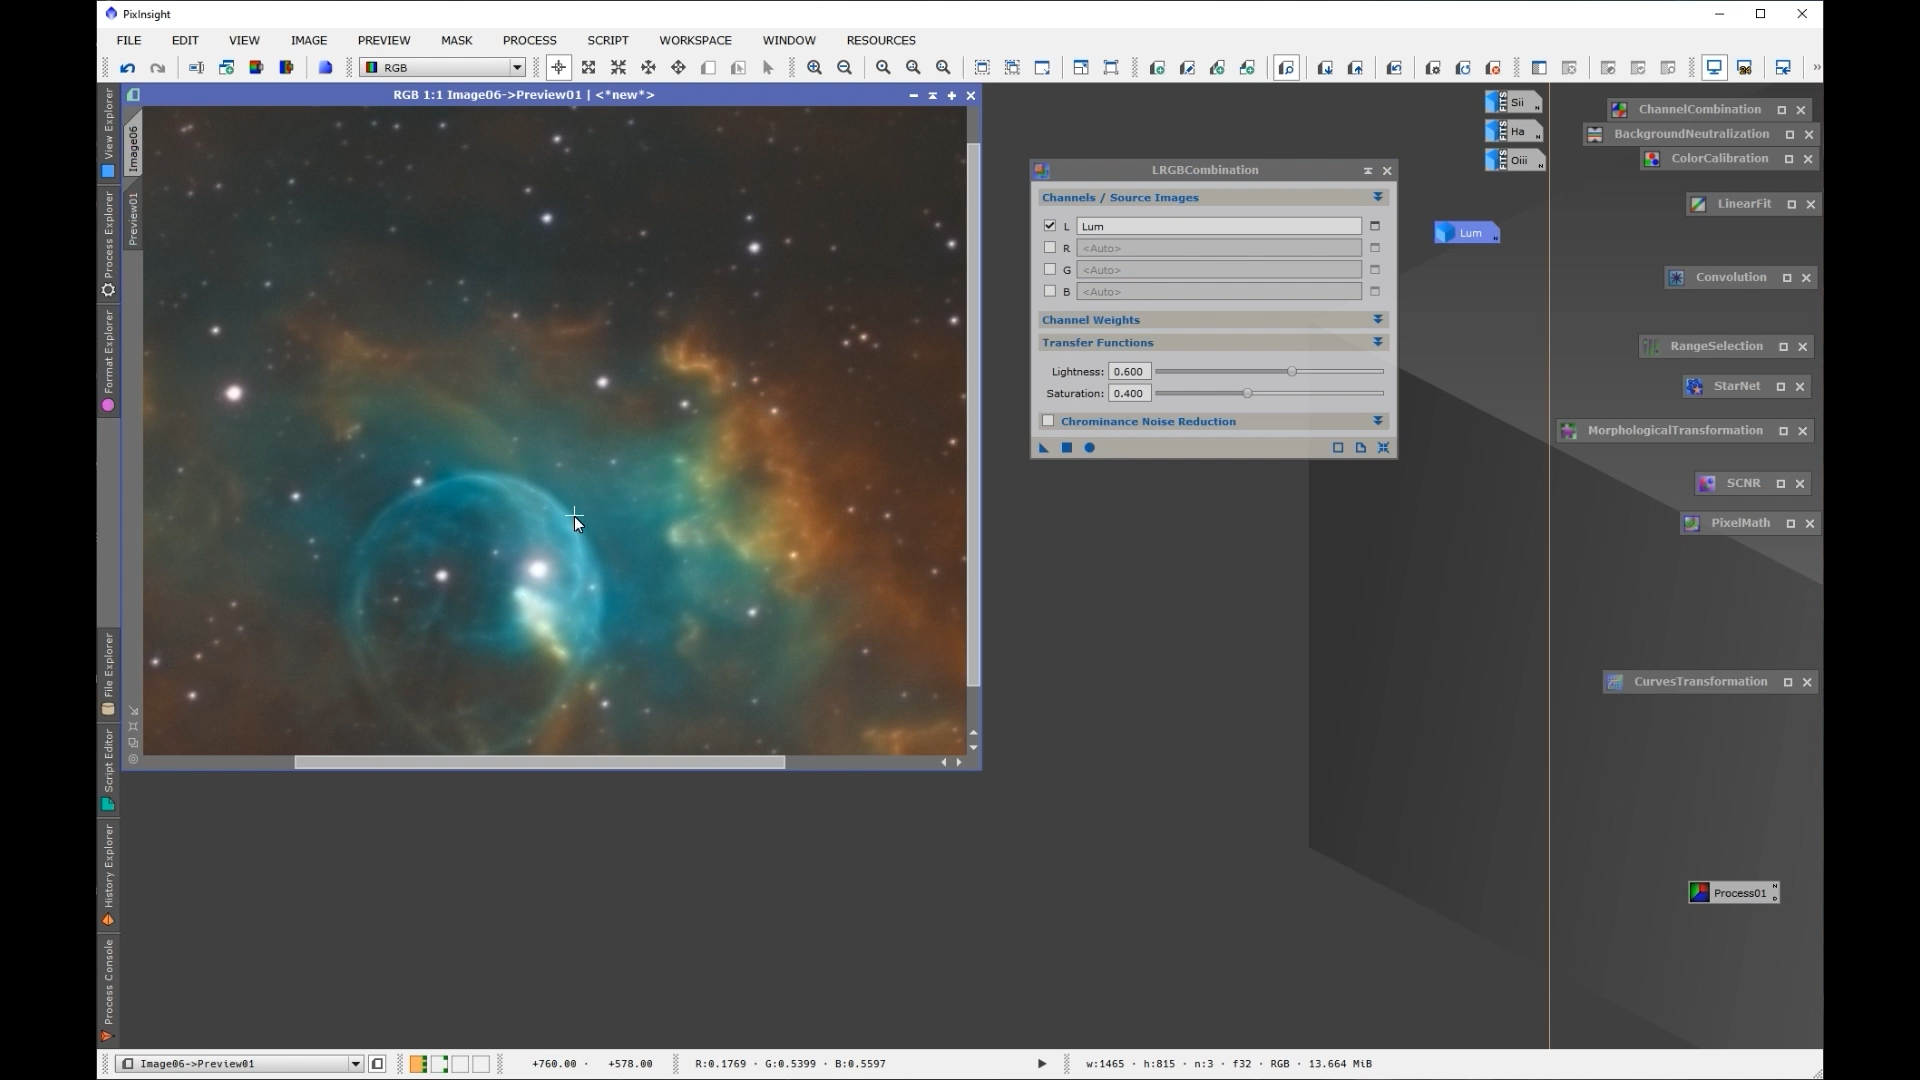 PixInsight
FILE EDIT VIEW IMAGE PREVIEW MASK PROCESS SCRIPT WORKSPACE WINDOW RESOURCES
RGB
RGB 1:1 Image06->Preview01 | <*new*>
View Explorer
Process Explorer
Format Explorer
File Explorer
Script Editor
History Explorer
Process Console
Image06
Preview01
LRGBCombination
Channels / Source Images
L Lum
R <Auto>
G <Auto>
B <Auto>
Channel Weights
Transfer Functions
Lightness: 0.600
Saturation: 0.400
Chrominance Noise Reduction
FITS Sii N
FITS Ha N
FITS Oiii N
Lum N
ChannelCombination
BackgroundNeutralization
ColorCalibration
LinearFit
Convolution
RangeSelection
StarNet
MorphologicalTransformation
SCNR
PixelMath
CurvesTransformation
Process01 N D
Image06->Preview01
+760.00 · +578.00
R:0.1769 · G:0.5399 · B:0.5597
w:1465 · h:815 · n:3 · f32 · RGB · 13.664 MiB